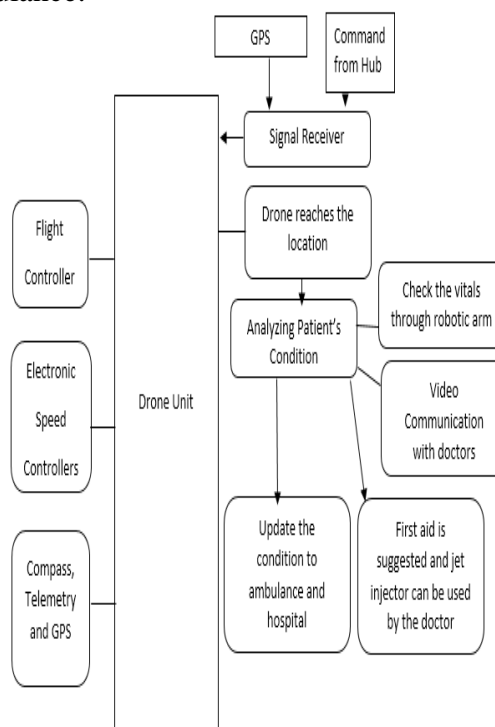 GPS
Command
from Hub
Signal Receiver
Flight
Controller
Drone reaches the
location
Electronic
Speed
Controllers
Drone Unit
Analyzing Patient's
Condition
Check the vitals
through robotic arm
Video
Communication
with doctors
Compass,
Telemetry
and GPS
Update the
condition to
ambulance and
hospital
First aid is
suggested and jet
injector can be used
by the doctor